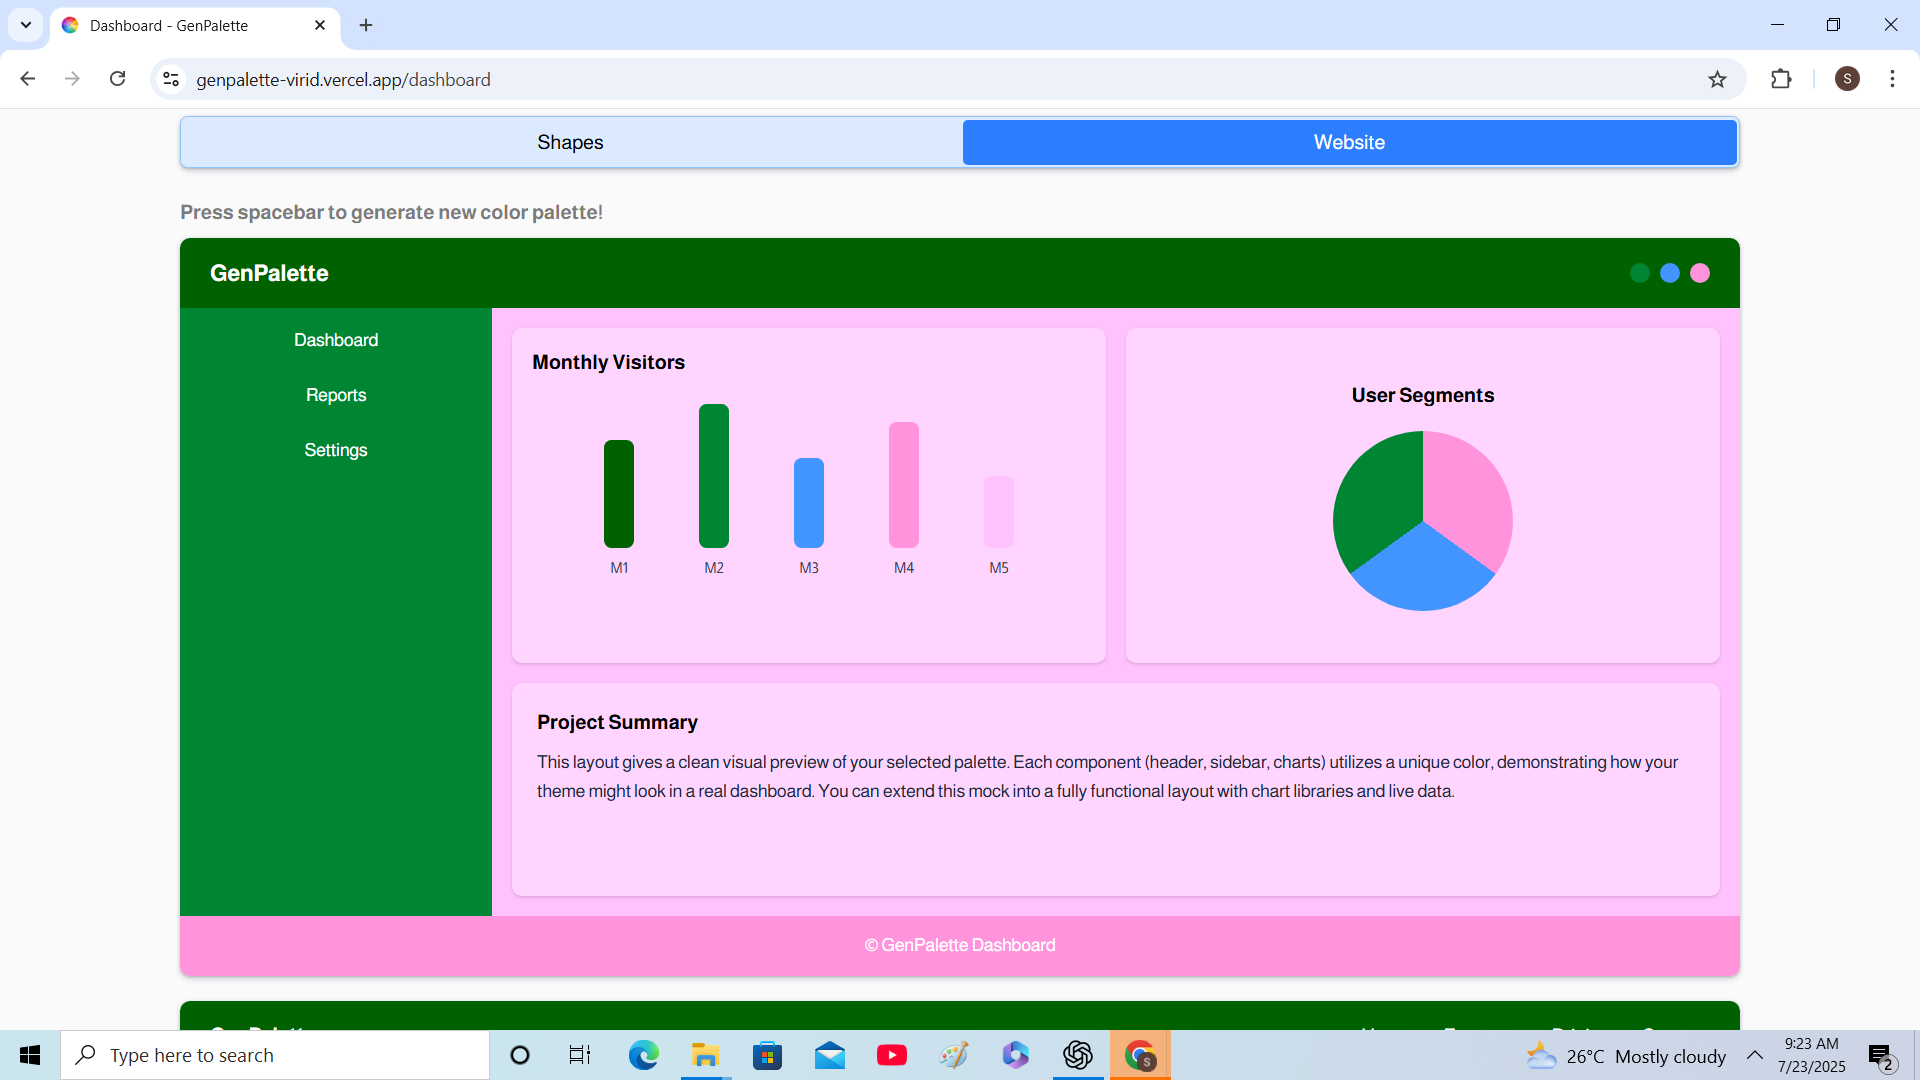 Dashboard - GenPalette
genpalette-virid.vercel.app/dashboard
S
Shapes
Website
Press spacebar to generate new color palette!
GenPalette
Dashboard
Reports
Settings
Monthly Visitors
M1 M2 M3 M4 M5
User Segments
Project Summary
This layout gives a clean visual preview of your selected palette. Each component (header, sidebar, charts) utilizes a unique color, demonstrating how your
theme might look in a real dashboard. You can extend this mock into a fully functional layout with chart libraries and live data.
© GenPalette Dashboard
Type here to search
S
26°C Mostly cloudy
9:23 AM
7/23/2025
2